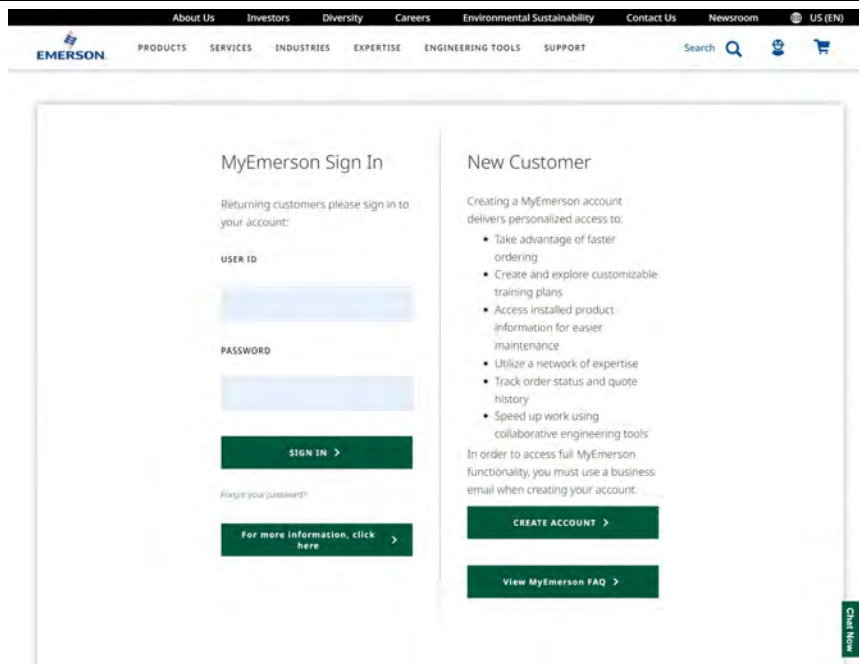 About Us Investors Diversity Careers Environmental Sustainability Contact Us Newsroom US (EN)
EMERSON PRODUCTS SERVICES INDUSTRIES EXPERTISE ENGINEERING TOOLS SUPPORT Search
MyEmerson Sign In
Returning customers please sign in to
your account:
USER ID
PASSWORD
SIGN IN
Forgot your password?
For more information, click
here
New Customer
Creating a MyEmerson account
delivers personalized access to:
• Take advantage of faster
ordering
• Create and explore customizable
training plans
• Access installed product
information for easier
maintenance
• Utilize a network of expertise
• Track order status and quote
history
• Speed up work using
collaborative engineering tools
In order to access full MyEmerson
functionality, you must use a business
email when creating your account.
CREATE ACCOUNT
View MyEmerson FAQ
Chat Now